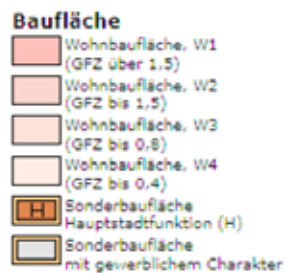 Baufläche
Wohnbaufläche, W1
(GFZ über 1,5)
Wohnbaufläche, W2
(GFZ bis 1,5)
Wohnbaufläche, W3
(GFZ bis 0,8)
Wohnbaufläche, W4
(GFZ bis 0,4)
H
Sonderbaufläche
Hauptstadtfunktion (H)
Sonderbaufläche
mit gewerblichem Charakter